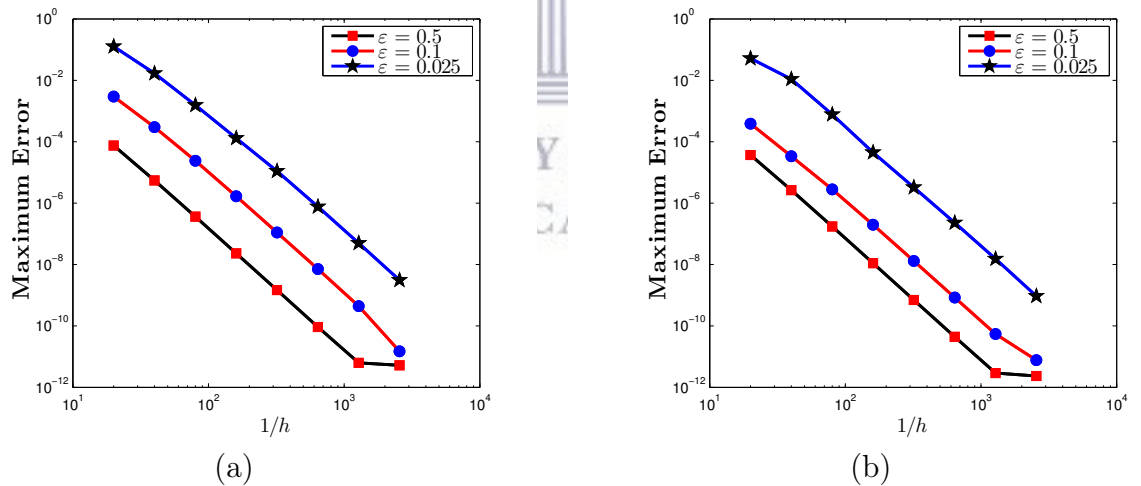 10^0
10^{-2}
10^{-4}
10^{-6}
10^{-8}
10^{-10}
10^{-12}
10^1
10^2
10^3
10^4
Maximum Error
1/h
ε = 0.5
ε = 0.1
ε = 0.025
(a)
Y
CA
10^0
10^{-2}
10^{-4}
10^{-6}
10^{-8}
10^{-10}
10^{-12}
10^1
10^2
10^3
10^4
Maximum Error
1/h
ε = 0.5
ε = 0.1
ε = 0.025
(b)